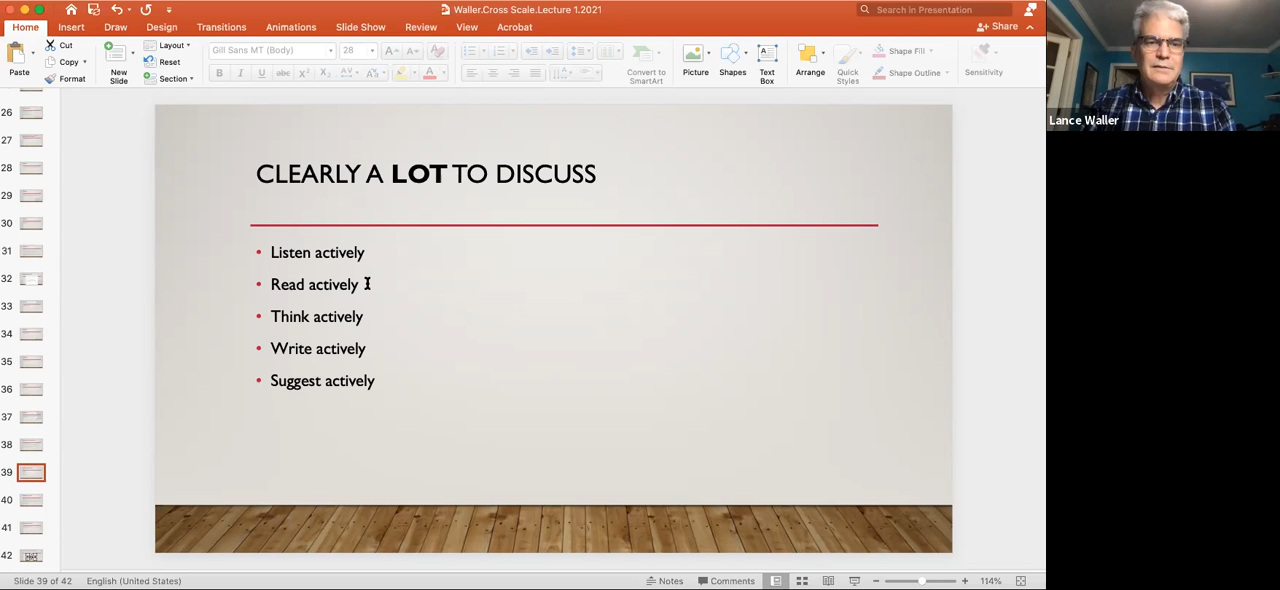 Waller.Cross Scale.Lecture 1.2021
Search in Presentation
Home Insert Draw Design Transitions Animations Slide Show Review View Acrobat
Share
Paste
Cut
Copy
Format
New
Slide
Layout
Reset
Section
Gill Sans MT (Body) 28
Convert to
SmartArt
Picture
Shapes
Text
Box
Arrange
Quick
Styles
Shape Fill
Shape Outline
Sensitivity
26
27
28
29
30
31
32
33
34
35
36
37
38
39
40
41
42
CLEARLY A LOT TO DISCUSS
• Listen actively
• Read actively
• Think actively
• Write actively
• Suggest actively
Lance Waller
Slide 39 of 42 English (United States) Notes Comments 114%